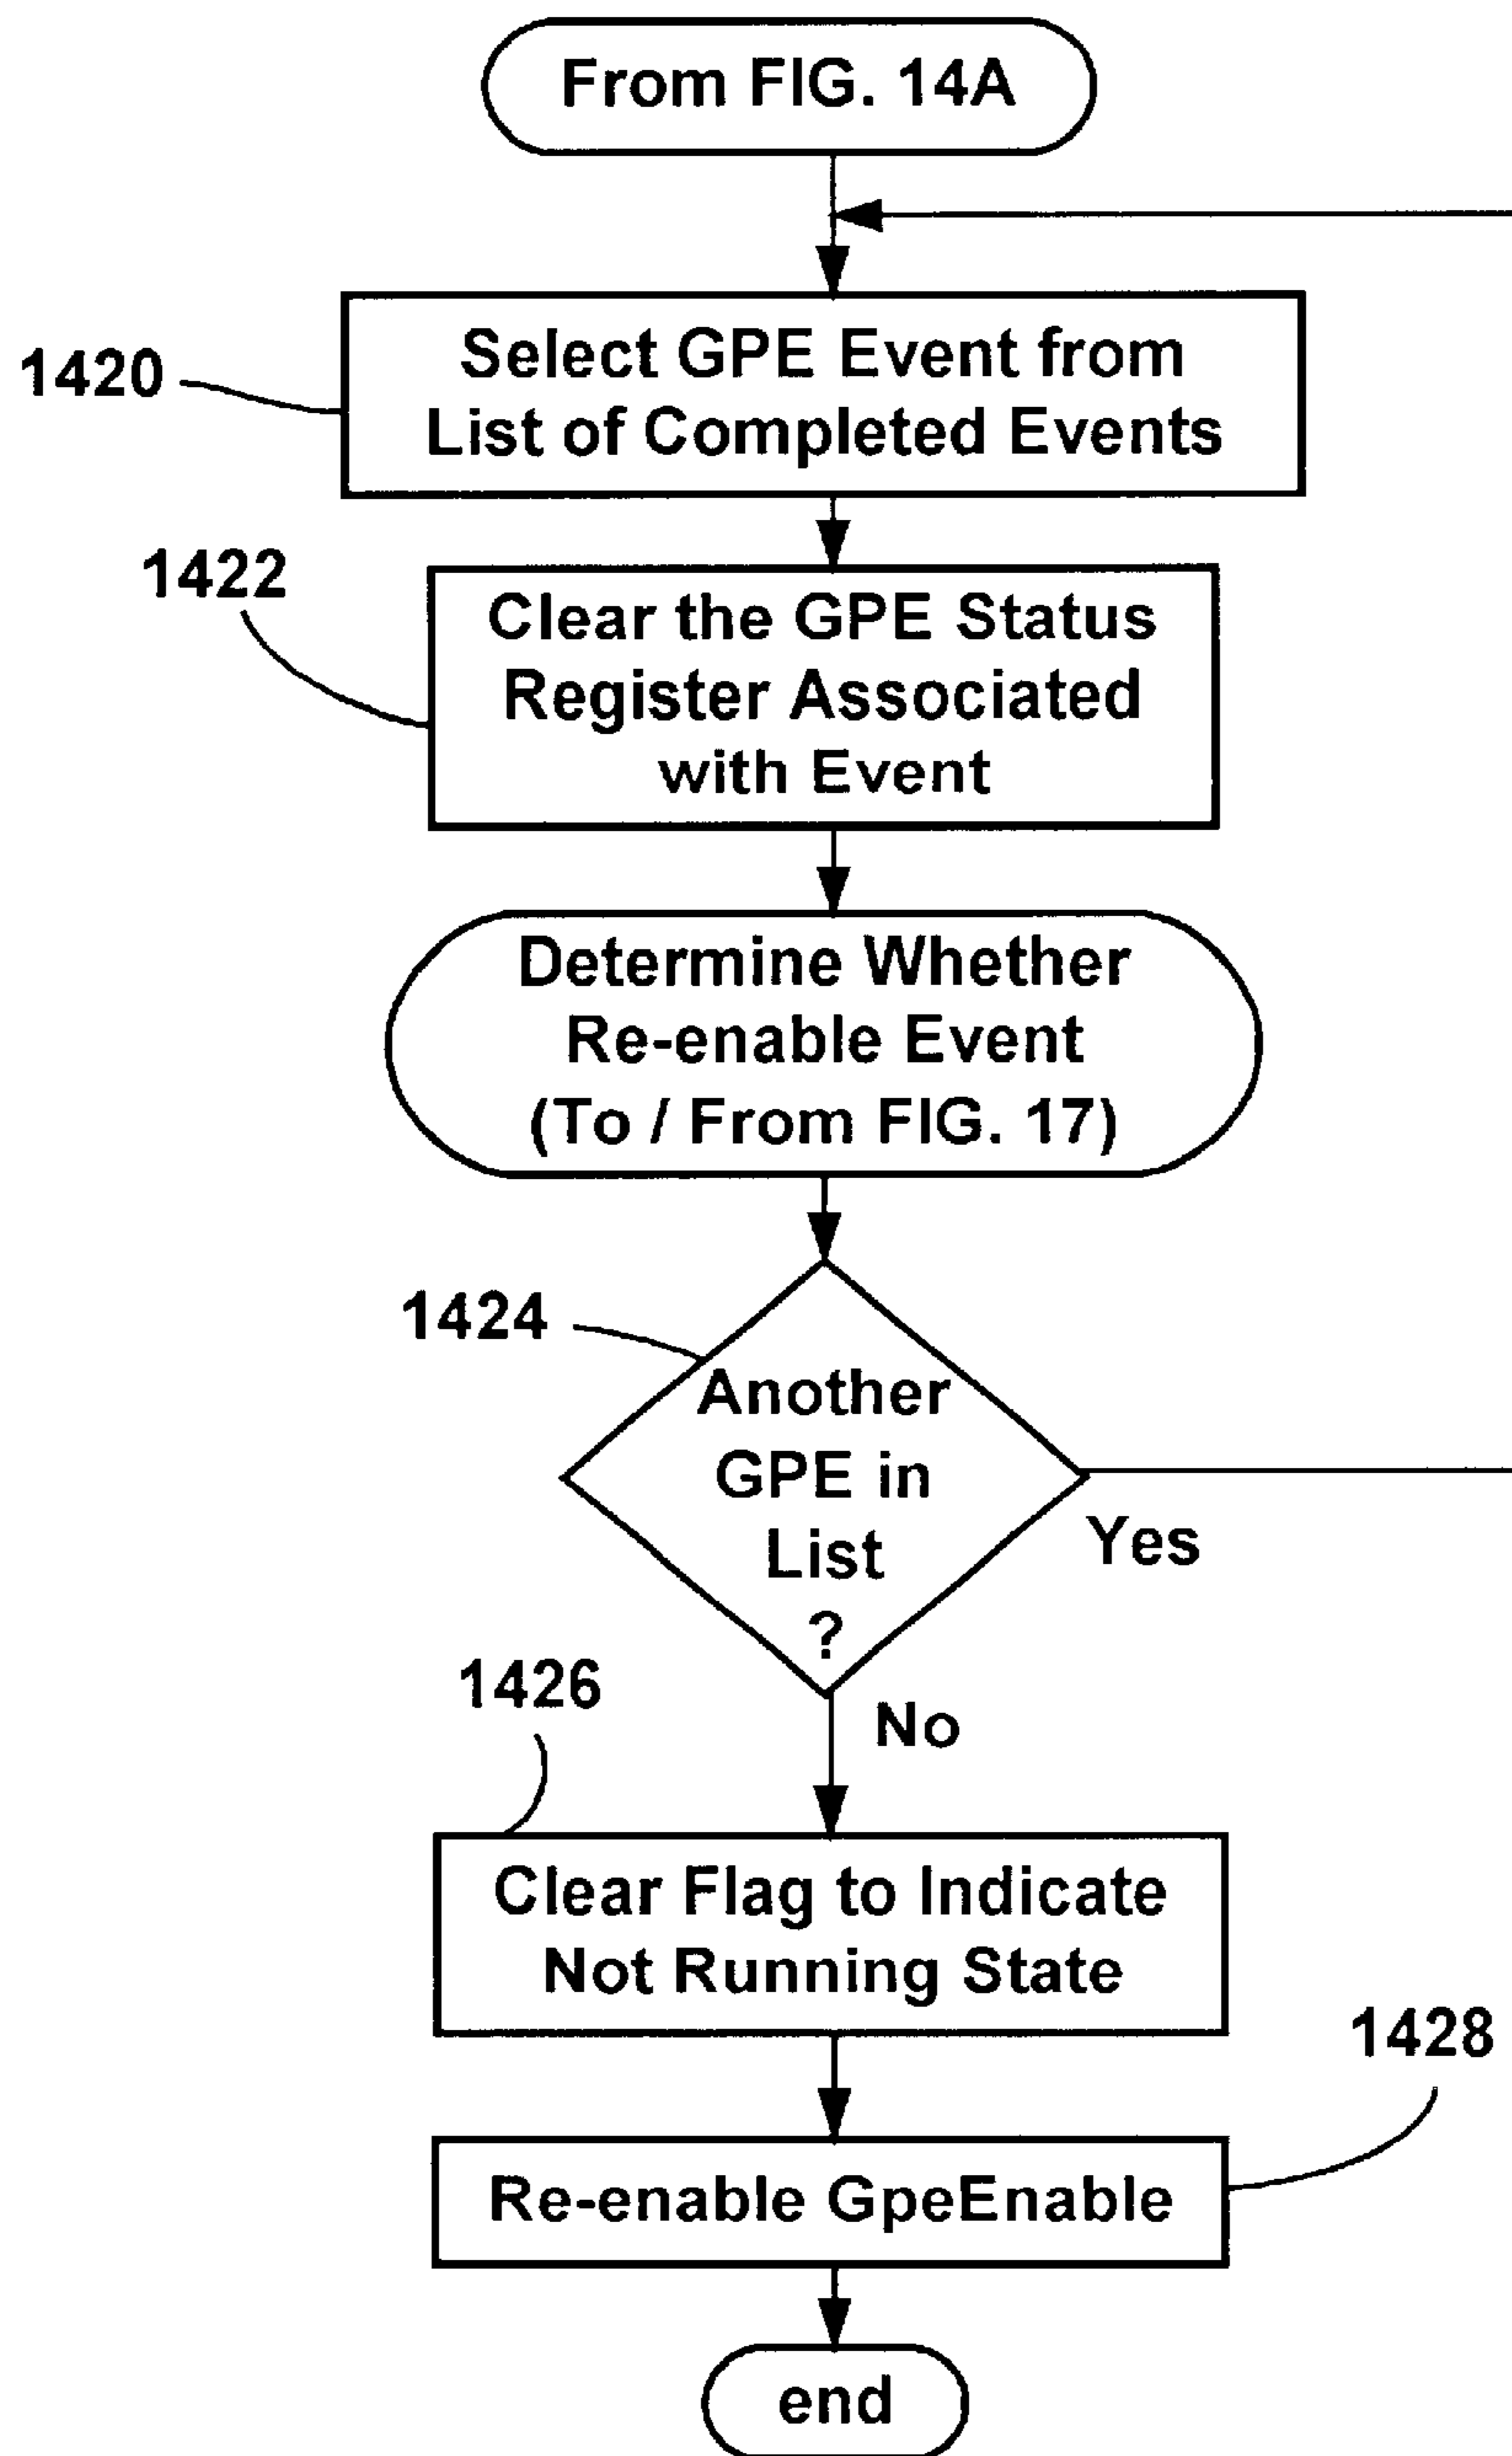 From FIG. 14A
1420
Select GPE Event from
List of Completed Events
1422
Clear the GPE Status
Register Associated
with Event
Determine Whether
Re-enable Event
(To / From FIG. 17)
1424
Another
GPE in
List
?
Yes
1426
No
Clear Flag to Indicate
Not Running State
1428
Re-enable GpeEnable
end